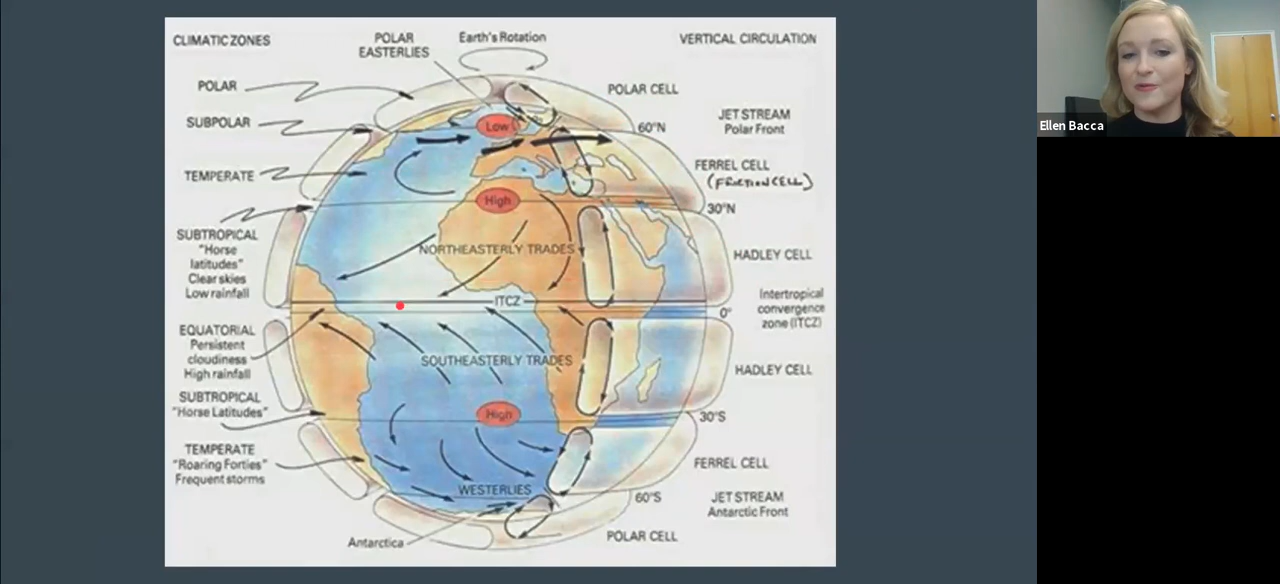 CLIMATIC ZONES
POLAR
EASTERLIES
Earth's Rotation
VERTICAL CIRCULATION
POLAR
SUBPOLAR
TEMPERATE
SUBTROPICAL
"Horse
latitudes"
Clear skies
Low rainfall
EQUATORIAL
Persistent
cloudiness
High rainfall
SUBTROPICAL
"Horse Latitudes"
TEMPERATE
"Roaring Forties"
Frequent storms
Antarctica
Low
High
NORTHEASTERLY TRADES
ITCZ
SOUTHEASTERLY TRADES
High
WESTERLIES
POLAR CELL
JET STREAM
Polar Front
60°N
FERREL CELL
(FRICTION CELL)
30°N
HADLEY CELL
Intertropical
convergence
zone (ITCZ)
0°
HADLEY CELL
30°S
FERREL CELL
60°S
JET STREAM
Antarctic Front
POLAR CELL
Ellen Bacca